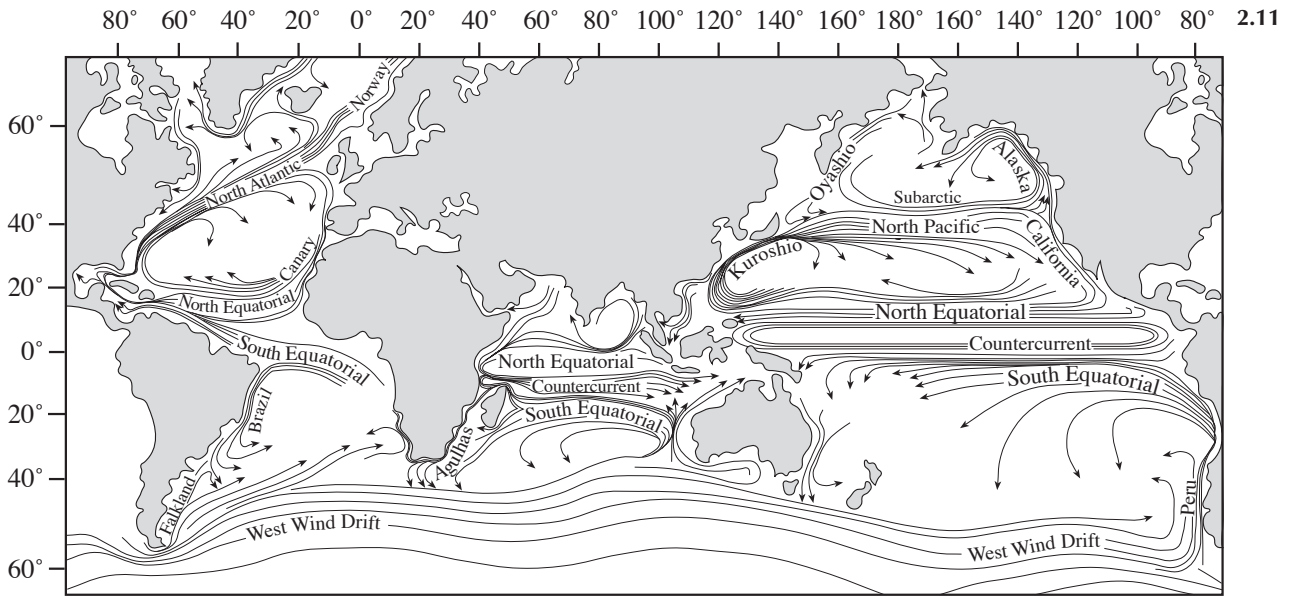 80° 60° 40° 20° 0° 20° 40° 60° 80° 100° 120° 140° 160° 180° 160° 140° 120° 100° 80° 2.11
60°
40°
20°
0°
20°
40°
60°
Norway
North Atlantic
Canary
North Equatorial
South Equatorial
Brazil
Falkland
West Wind Drift
Agulhas
North Equatorial
Countercurrent
South Equatorial
Oyashio
Alaska
Subarctic
North Pacific
Kuroshio
California
North Equatorial
Countercurrent
South Equatorial
Peru
West Wind Drift